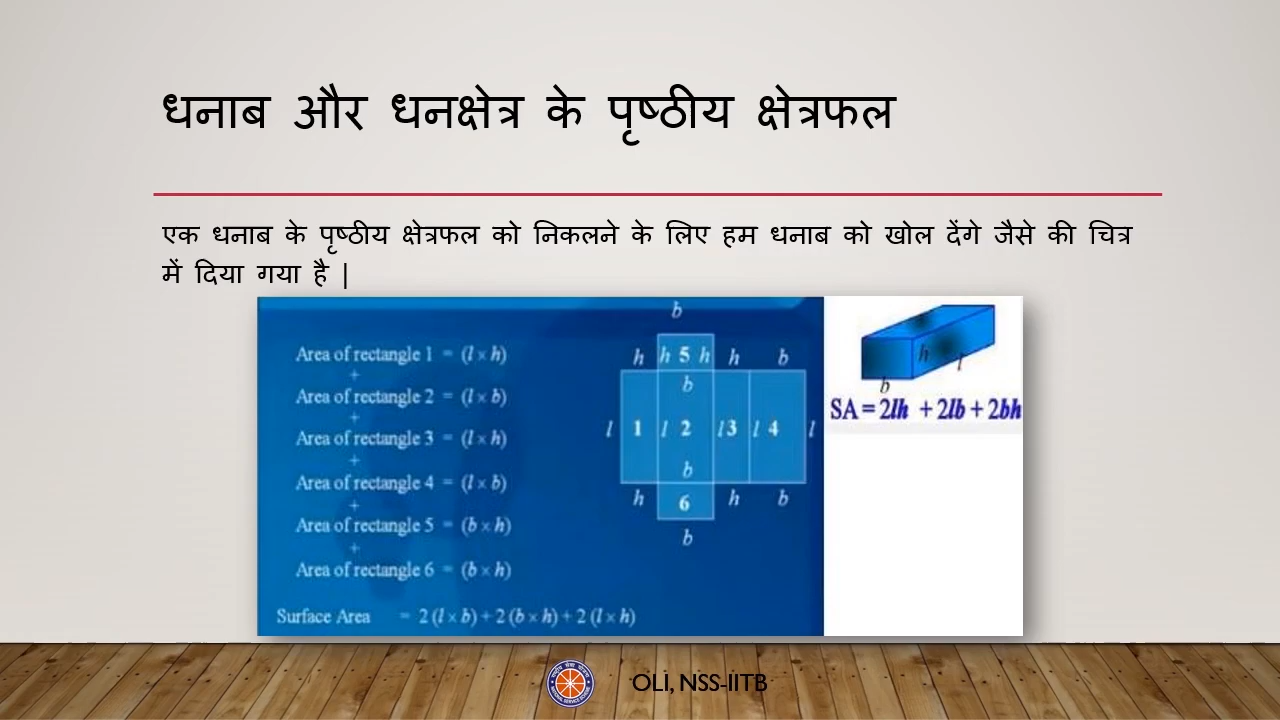 धनाब और धनक्षेत्र के पृष्ठीय क्षेत्रफल
एक धनाब के पृष्ठीय क्षेत्रफल को निकलने के लिए हम धनाब को खोल देंगे जैसे की चित्र
में दिया गया है |
Area of rectangle 1 = (l × h)
+
Area of rectangle 2 = (l × b)
+
Area of rectangle 3 = (l × h)
+
Area of rectangle 4 = (l × b)
+
Area of rectangle 5 = (b × h)
+
Area of rectangle 6 = (b × h)
Surface Area = 2 (l × b) + 2 (b × h) + 2 (l × h)
b
h h 5 h h b
b
l 1 l 2 l 3 l 4 l
b
h 6 h b
b
h
l
b
SA = 2lh + 2lb + 2bh
OLI, NSS-IITB